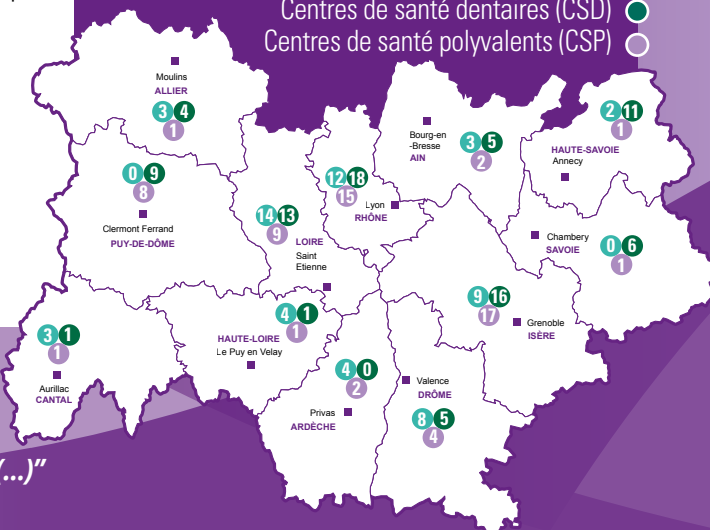 Centres de santé dentaires (CSD)
Centres de santé polyvalents (CSP)
Moulins
ALLIER
3 4
1
Bourg-en
-Bresse
AIN
3 5
2
2 11
1
HAUTE-SAVOIE
Annecy
0 9
8
Clermont Ferrand
PUY-DE-DÔME
12 18
15
Lyon
RHÔNE
14 13
9
LOIRE
Saint
Etienne
Chambery
SAVOIE
0 6
1
9 16
17
Grenoble
ISÈRE
4 1
1
HAUTE-LOIRE
Le Puy en Velay
3 1
1
Aurillac
CANTAL
4 0
2
Privas
ARDÈCHE
Valence
DRÔME
8 5
4
(...)”